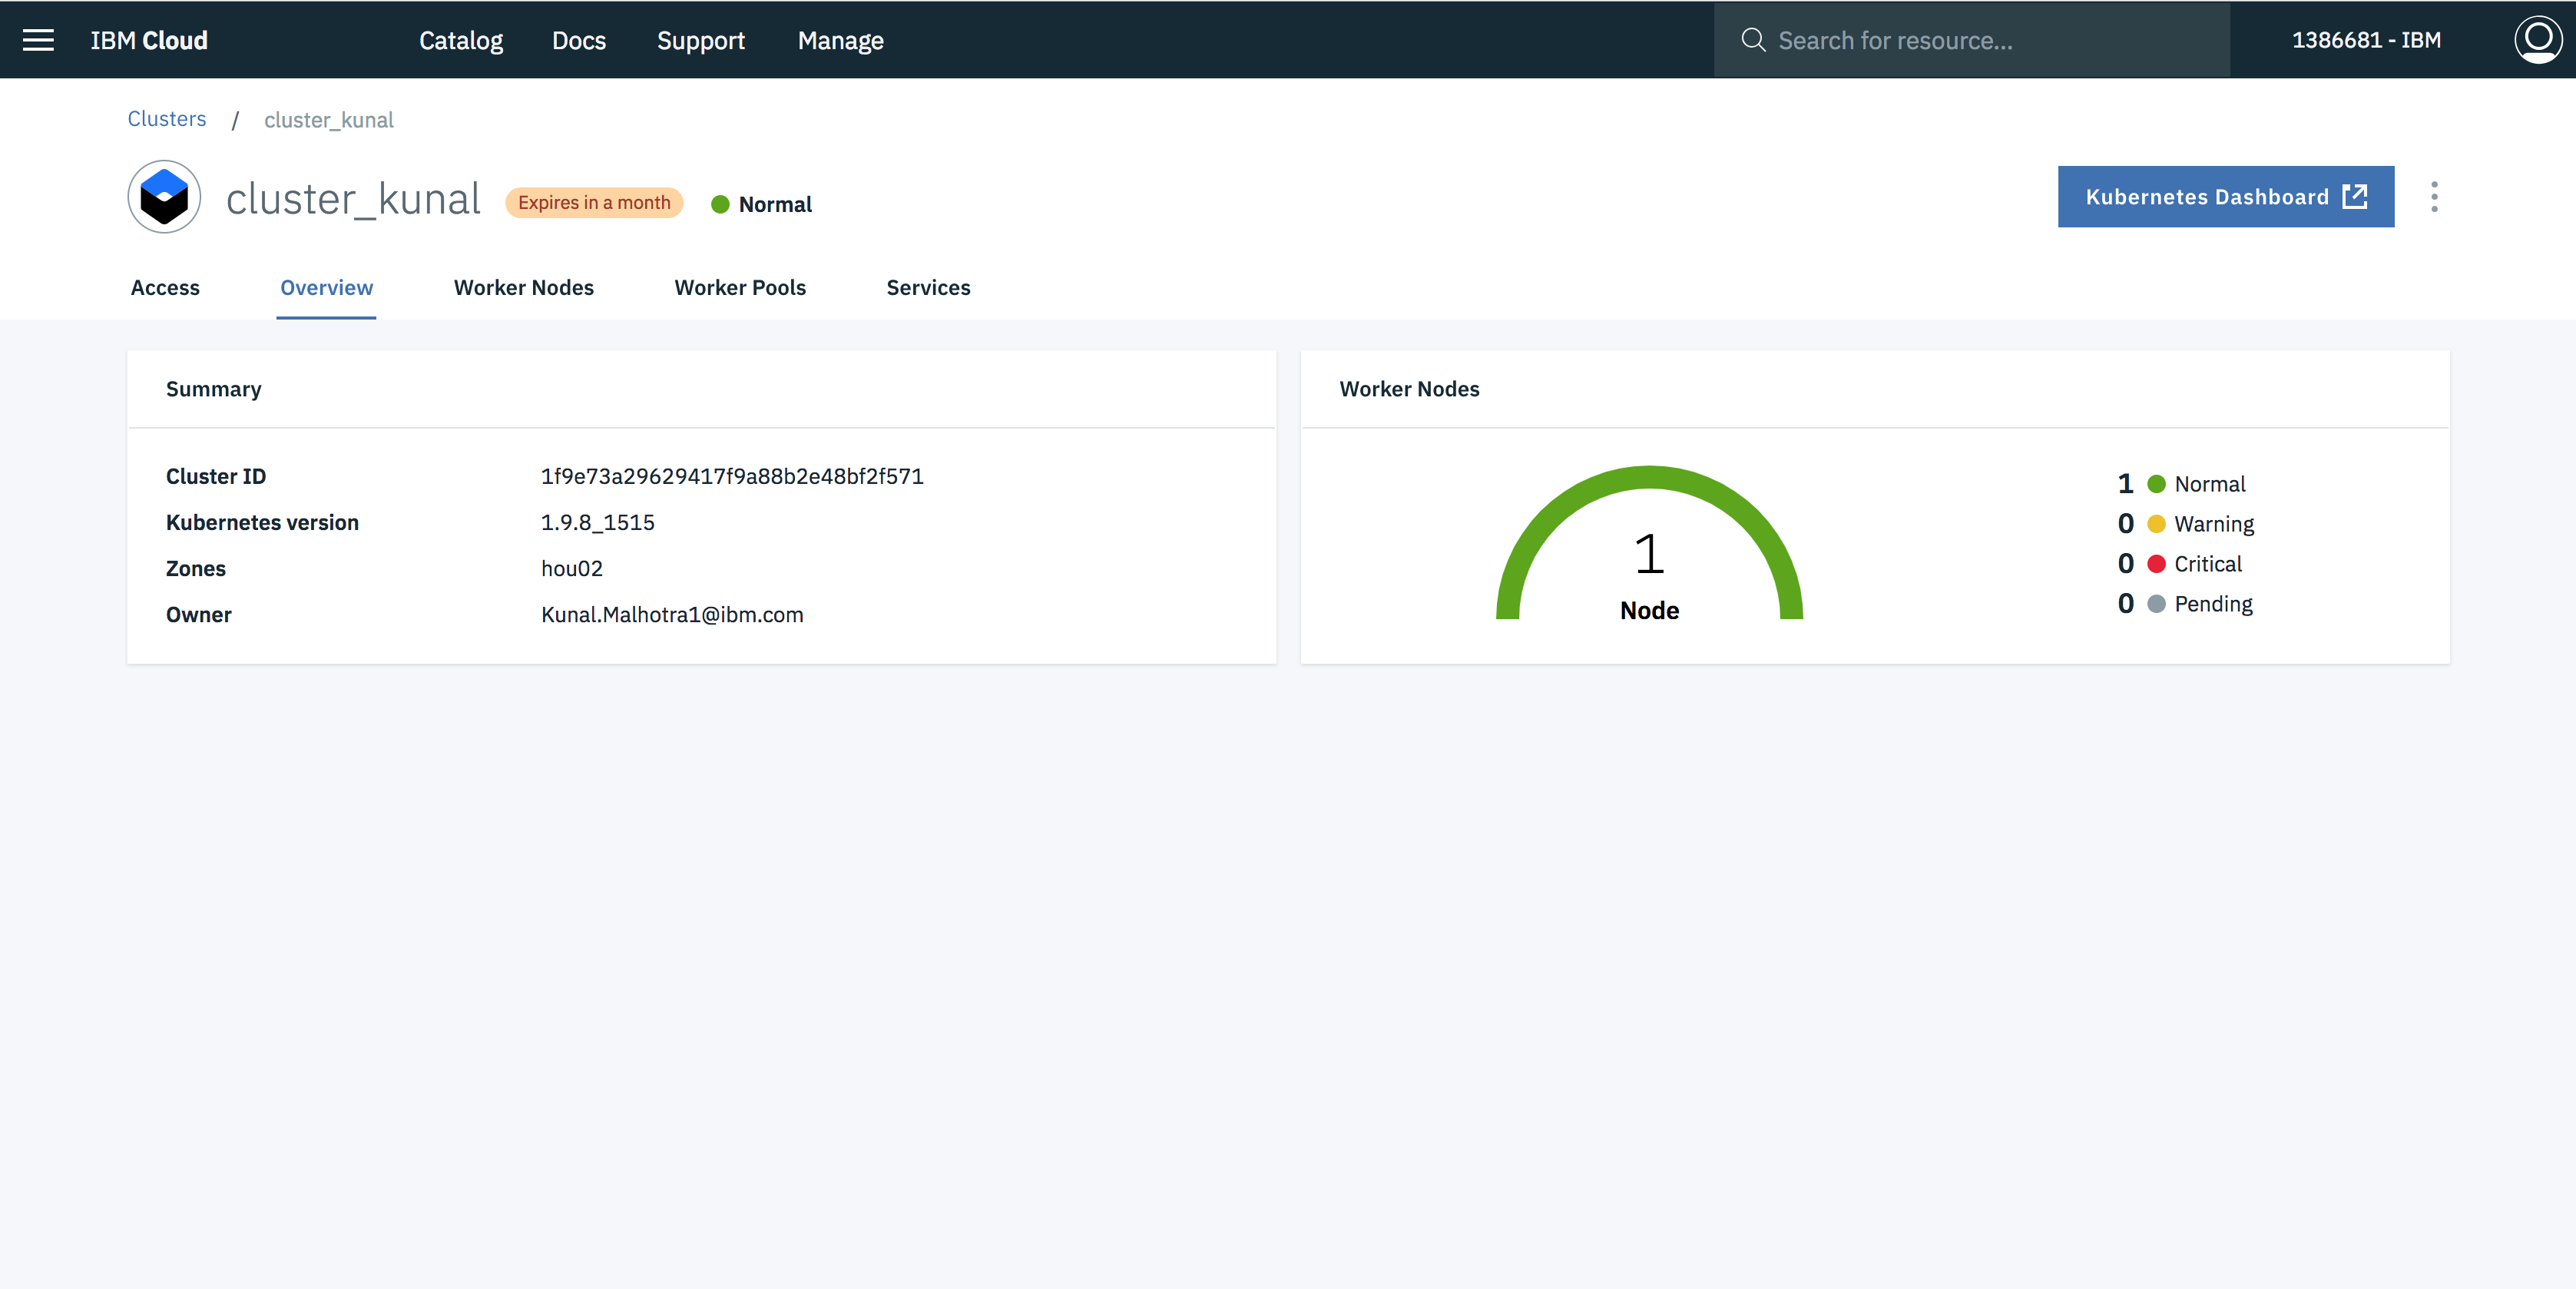 IBM Cloud Catalog Docs Support Manage Search for resource... 1386681 - IBM
Clusters / cluster_kunal
cluster_kunal Expires in a month Normal Kubernetes Dashboard
Access Overview Worker Nodes Worker Pools Services
Summary
Cluster ID 1f9e73a29629417f9a88b2e48bf2f571
Kubernetes version 1.9.8_1515
Zones hou02
Owner Kunal.Malhotra1@ibm.com
Worker Nodes
1
Node
1 Normal
0 Warning
0 Critical
0 Pending